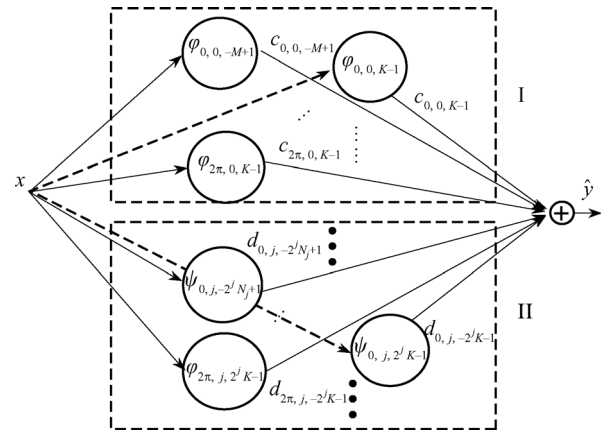 φ0, 0, −M+1
c0, 0, −M+1
φ0, 0, K−1
c0, 0, K−1
I
φ2π, 0, K−1
c2π, 0, K−1
x
ŷ
+
ψ0, j, −2^j Nj+1
d0, j, −2^j Nj+1
II
φ2π, j, 2^j K−1
d2π, j, −2^j K−1
ψ0, j, 2^j K−1
d0, j, −2^j K−1